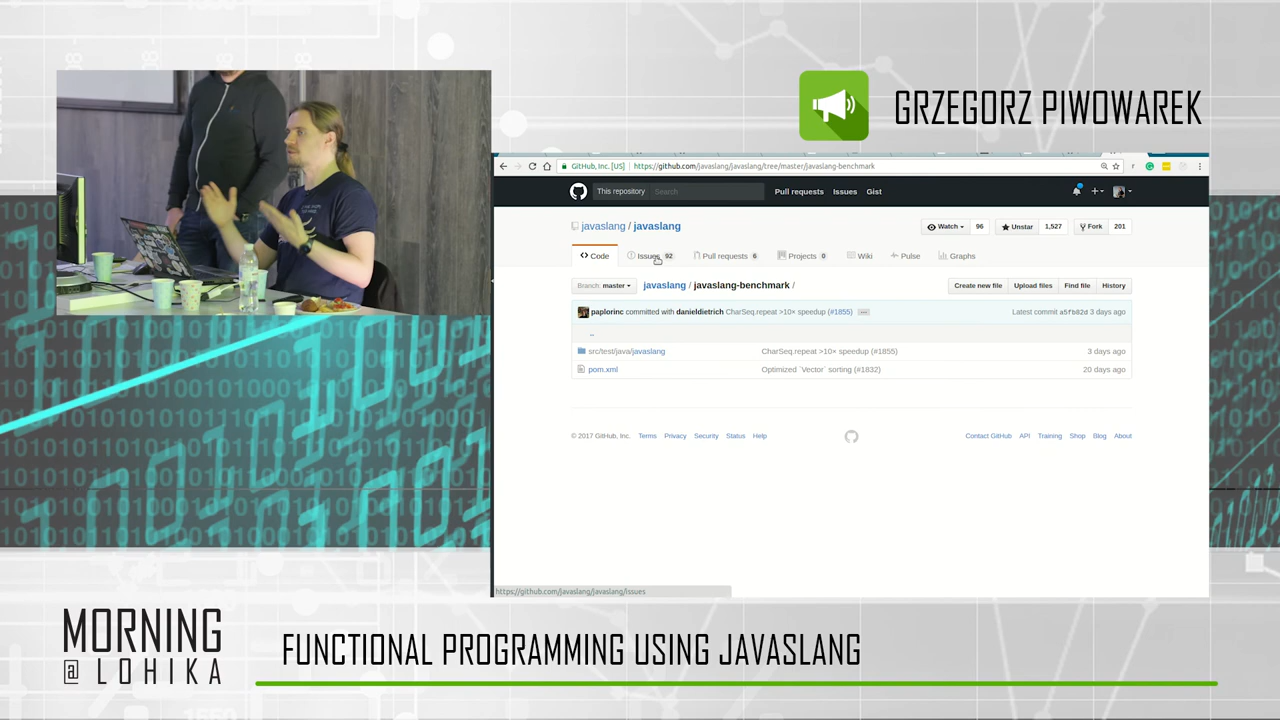 GRZEGORZ PIWOWAREK
GitHub, Inc. [US] https://github.com/javaslang/javaslang/tree/master/javaslang-benchmark
This repository Search Pull requests Issues Gist
javaslang / javaslang Watch 96 Unstar 1,527 Fork 201
Code Issues 92 Pull requests 6 Projects 0 Wiki Pulse Graphs
Branch: master javaslang / javaslang-benchmark / Create new file Upload files Find file History
paplorinc committed with danieldietrich CharSeq.repeat >10× speedup (#1855) ... Latest commit a5fb82d 3 days ago
..
src/test/java/javaslang CharSeq.repeat >10× speedup (#1855) 3 days ago
pom.xml Optimized `Vector` sorting (#1832) 20 days ago
© 2017 GitHub, Inc. Terms Privacy Security Status Help Contact GitHub API Training Shop Blog About
https://github.com/javaslang/javaslang/issues
MORNING
@ LOHIKA
FUNCTIONAL PROGRAMMING USING JAVASLANG